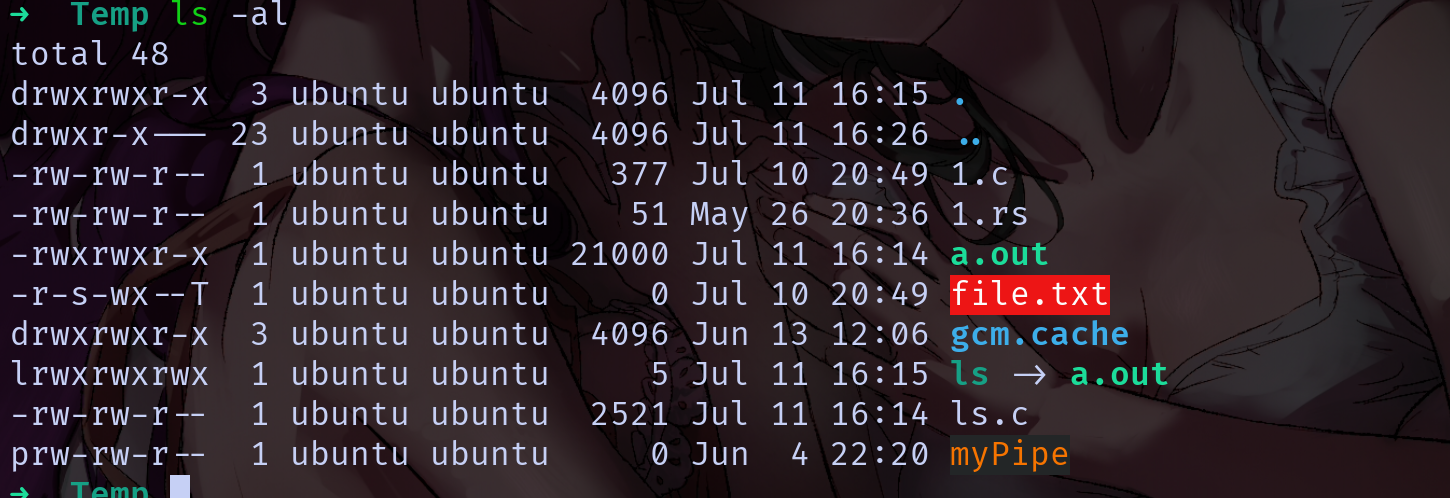 ➜  Temp ls -al
total 48
drwxrwxr-x  3 ubuntu ubuntu  4096 Jul 11 16:15 .
drwxr-x--- 23 ubuntu ubuntu  4096 Jul 11 16:26 ..
-rw-rw-r--  1 ubuntu ubuntu   377 Jul 10 20:49 1.c
-rw-rw-r--  1 ubuntu ubuntu    51 May 26 20:36 1.rs
-rwxrwxr-x  1 ubuntu ubuntu 21000 Jul 11 16:14 a.out
-r-s-wx--T  1 ubuntu ubuntu     0 Jul 10 20:49 file.txt
drwxrwxr-x  3 ubuntu ubuntu  4096 Jun 13 12:06 gcm.cache
lrwxrwxrwx  1 ubuntu ubuntu     5 Jul 11 16:15 ls -> a.out
-rw-rw-r--  1 ubuntu ubuntu  2521 Jul 11 16:14 ls.c
prw-rw-r--  1 ubuntu ubuntu     0 Jun  4 22:20 myPipe
➜  Temp